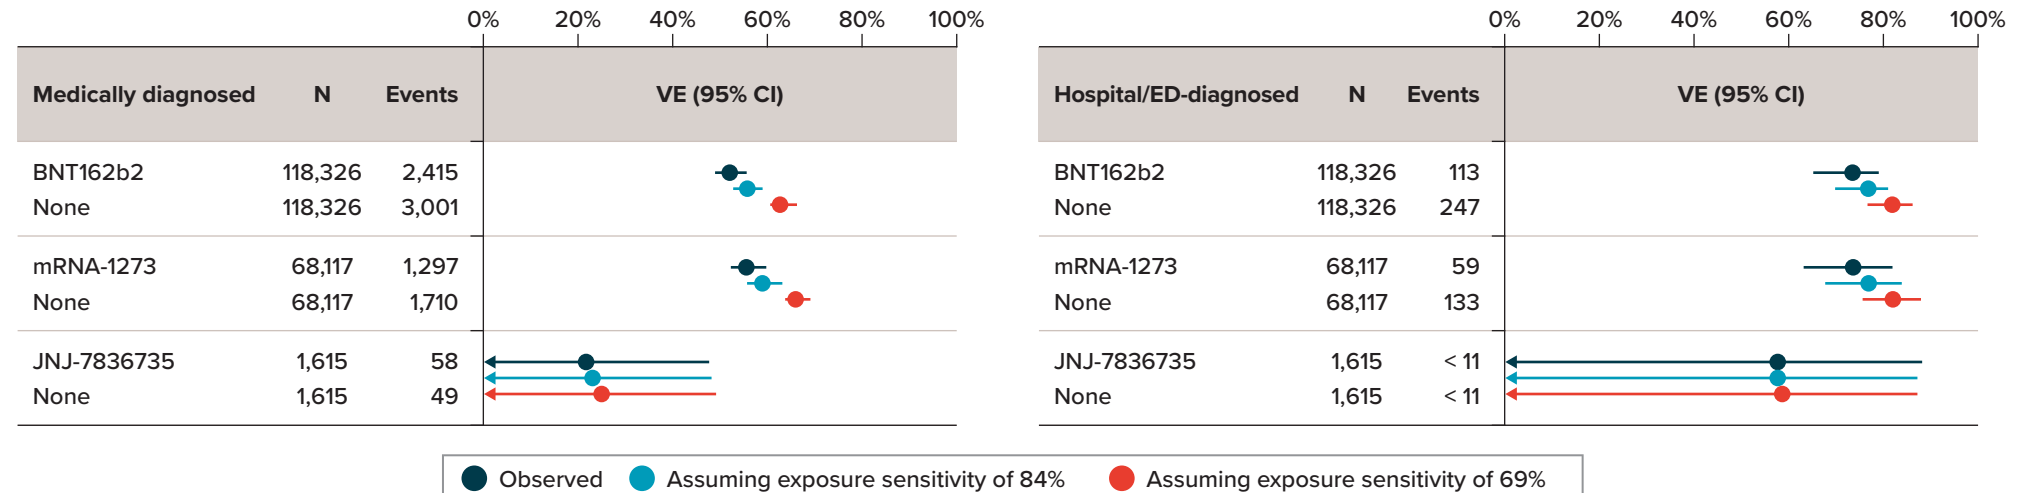 0% 20% 40% 60% 80% 100%
Medically diagnosed N Events VE (95% CI)
BNT162b2 118,326 2,415
None 118,326 3,001
mRNA-1273 68,117 1,297
None 68,117 1,710
JNJ-7836735 1,615 58
None 1,615 49
0% 20% 40% 60% 80% 100%
Hospital/ED-diagnosed N Events VE (95% CI)
BNT162b2 118,326 113
None 118,326 247
mRNA-1273 68,117 59
None 68,117 133
JNJ-7836735 1,615 < 11
None 1,615 < 11
Observed Assuming exposure sensitivity of 84% Assuming exposure sensitivity of 69%